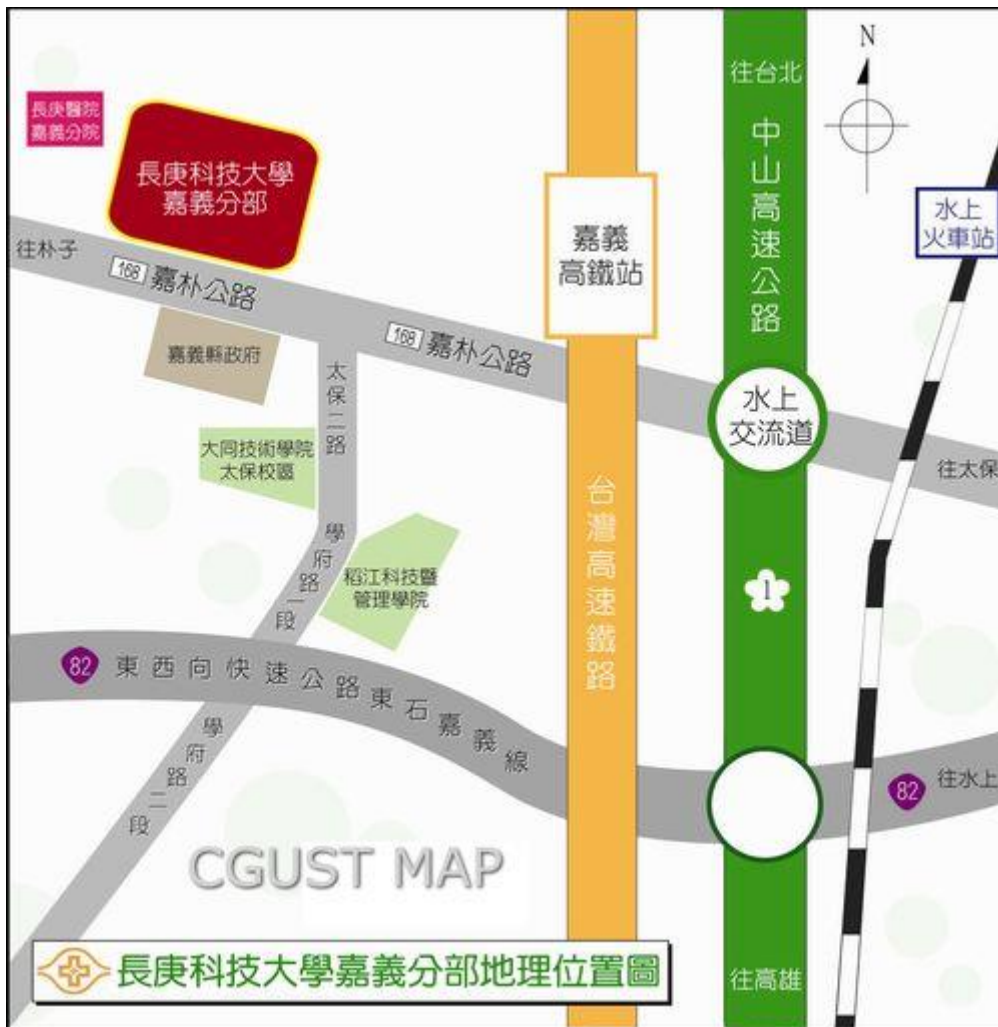 N
往台北
長庚醫院
嘉義分院
長庚科技大學
嘉義分部
中山高速公路
水上
火車站
往朴子
168 嘉朴公路
嘉義
高鐵站
168 嘉朴公路
嘉義縣政府
太保二路
水上
交流道
大同技術學院
太保校區
往太保
台灣高速鐵路
學府路一段
稻江科技暨
管理學院
1
82 東西向快速公路東石嘉義線
學府路二段
82 往水上
CGUST MAP
長庚科技大學嘉義分部地理位置圖
往高雄